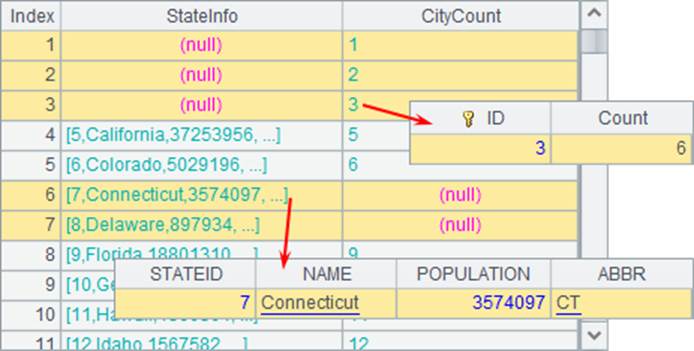 Index StateInfo CityCount
1 (null) 1
2 (null) 2
3 (null) 3
ID Count
3 6
4 [5,California,37253956, ...] 5
5 [6,Colorado,5029196, ...] 6
6 [7,Connecticut,3574097, ...] (null)
7 [8,Delaware,897934, ...] (null)
8 [9,Florida,18801310, ...] 9
STATEID NAME POPULATION ABBR
7 Connecticut 3574097 CT
9 [10,Ge
10 [11,
11 [12,Idaho,1567582, ...] 12